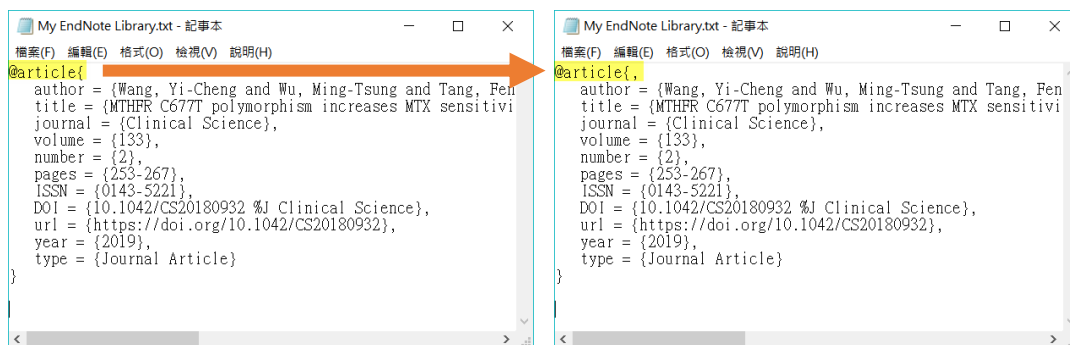 My EndNote Library.txt - 記事本
檔案(F) 編輯(E) 格式(O) 檢視(V) 說明(H)
@article{
author = {Wang, Yi-Cheng and Wu, Ming-Tsung and Tang, Fen
title = {MTHFR C677T polymorphism increases MTX sensitivi
journal = {Clinical Science},
volume = {133},
number = {2},
pages = {253-267},
ISSN = {0143-5221},
DOI = {10.1042/CS20180932 %J Clinical Science},
url = {https://doi.org/10.1042/CS20180932},
year = {2019},
type = {Journal Article}
}
My EndNote Library.txt - 記事本
檔案(F) 編輯(E) 格式(O) 檢視(V) 說明(H)
@article{,
author = {Wang, Yi-Cheng and Wu, Ming-Tsung and Tang, Fen
title = {MTHFR C677T polymorphism increases MTX sensitivi
journal = {Clinical Science},
volume = {133},
number = {2},
pages = {253-267},
ISSN = {0143-5221},
DOI = {10.1042/CS20180932 %J Clinical Science},
url = {https://doi.org/10.1042/CS20180932},
year = {2019},
type = {Journal Article}
}